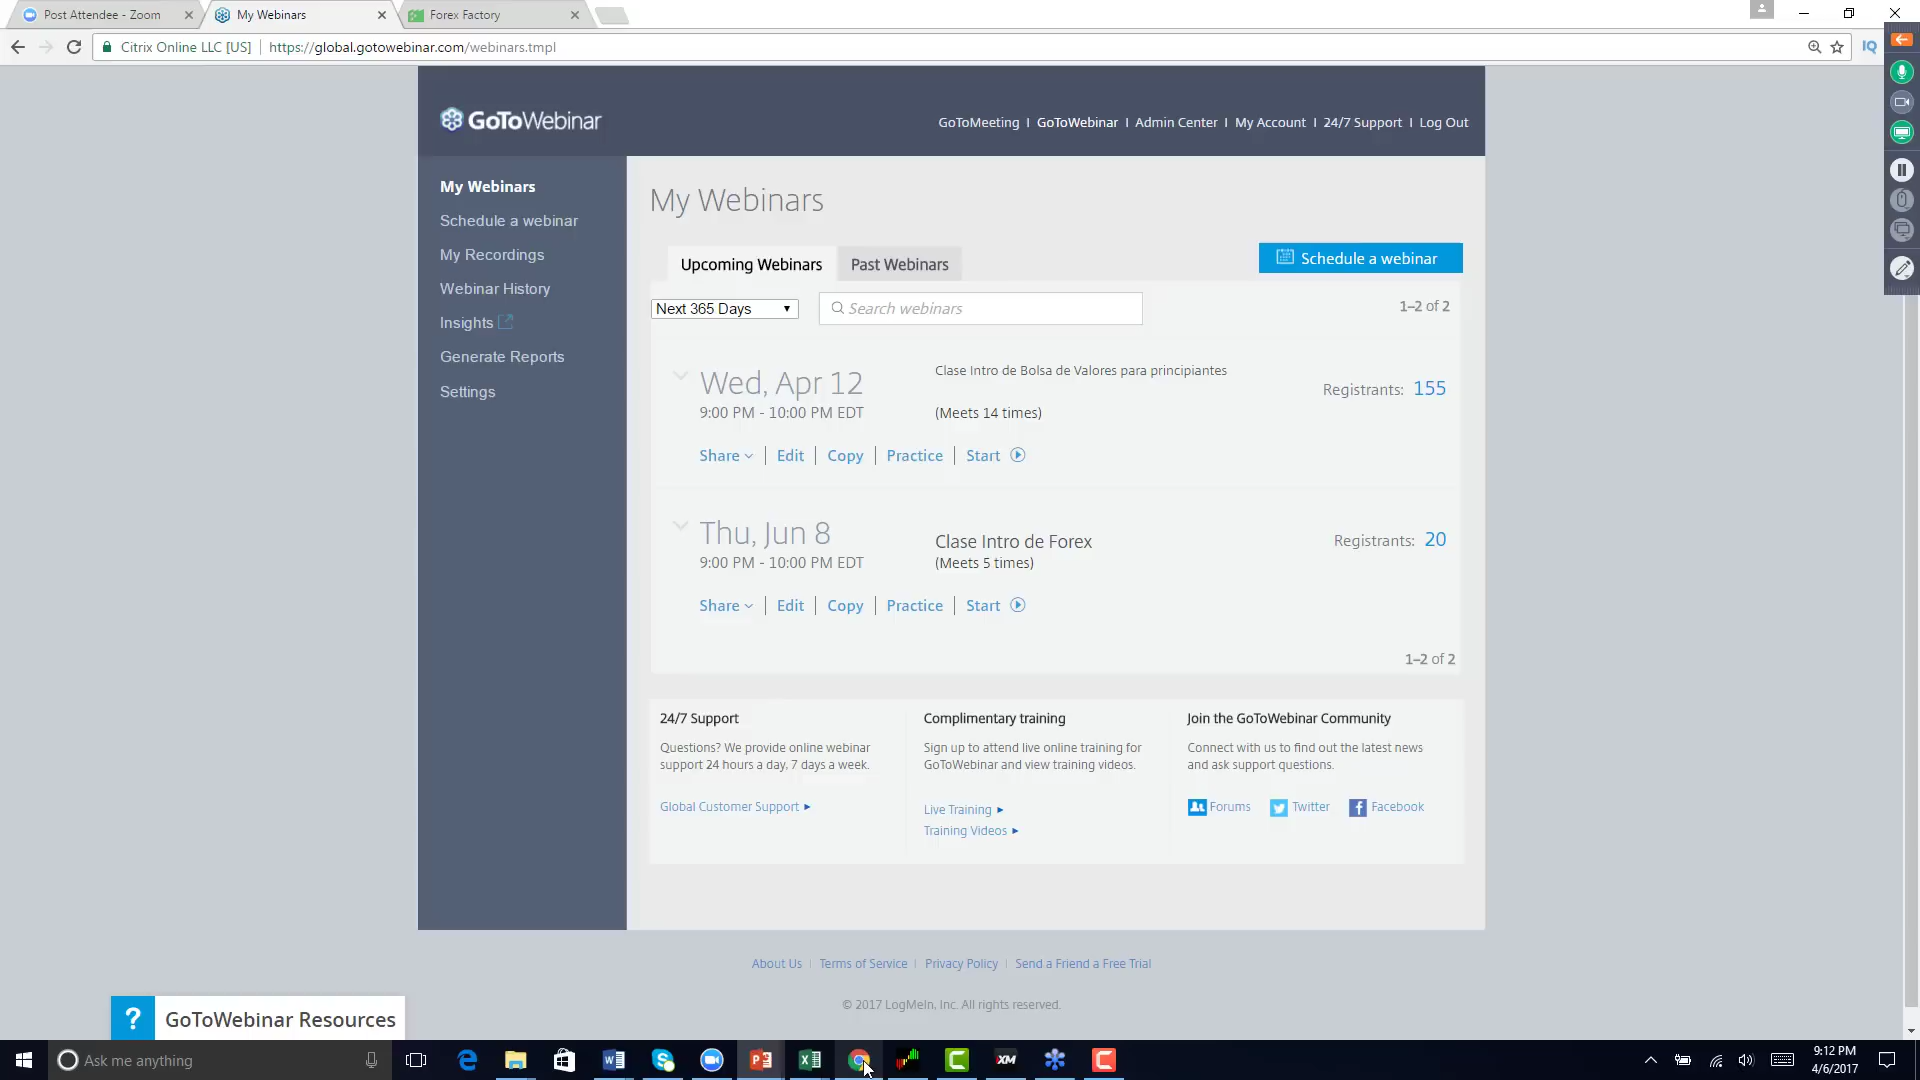 Post Attendee - Zoom
My Webinars
Forex Factory
Citrix Online LLC [US]
https://global.gotowebinar.com/webinars.tmpl
IQ
GoToWebinar
GoToMeeting | GoToWebinar | Admin Center | My Account | 24/7 Support | Log Out
My Webinars
Schedule a webinar
My Recordings
Webinar History
Insights
Generate Reports
Settings
My Webinars
Upcoming Webinars
Past Webinars
Schedule a webinar
Next 365 Days
Search webinars
1–2 of 2
Wed, Apr 12
9:00 PM - 10:00 PM EDT
Clase Intro de Bolsa de Valores para principiantes
(Meets 14 times)
Registrants: 155
Share | Edit | Copy | Practice | Start
Thu, Jun 8
9:00 PM - 10:00 PM EDT
Clase Intro de Forex
(Meets 5 times)
Registrants: 20
Share | Edit | Copy | Practice | Start
1–2 of 2
24/7 Support
Questions? We provide online webinar
support 24 hours a day, 7 days a week.
Global Customer Support
Complimentary training
Sign up to attend live online training for
GoToWebinar and view training videos.
Live Training
Training Videos
Join the GoToWebinar Community
Connect with us to find out the latest news
and ask support questions.
Forums
Twitter
Facebook
About Us | Terms of Service | Privacy Policy | Send a Friend a Free Trial
© 2017 LogMeIn, Inc. All rights reserved.
? GoToWebinar Resources
Ask me anything
XM
9:12 PM
4/6/2017